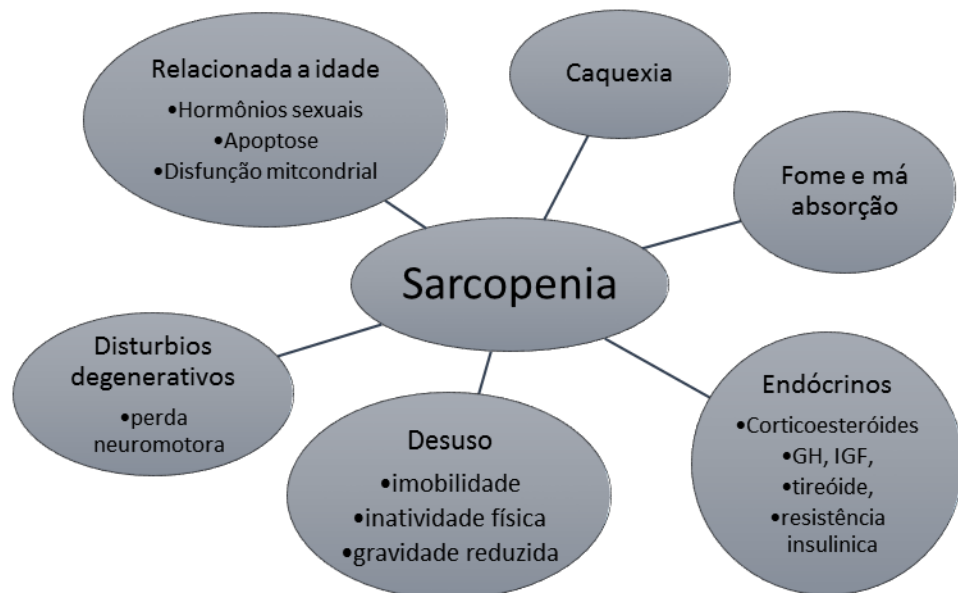 Relacionada a idade
•Hormônios sexuais
•Apoptose
•Disfunção mitcondrial
Caquexia
Fome e má
absorção
Sarcopenia
Disturbios
degenerativos
•perda
neuromotora
Desuso
•imobilidade
•inatividade física
•gravidade reduzida
Endócrinos
•Corticoesteróides
•GH, IGF,
•tireóide,
•resistência
insulinica